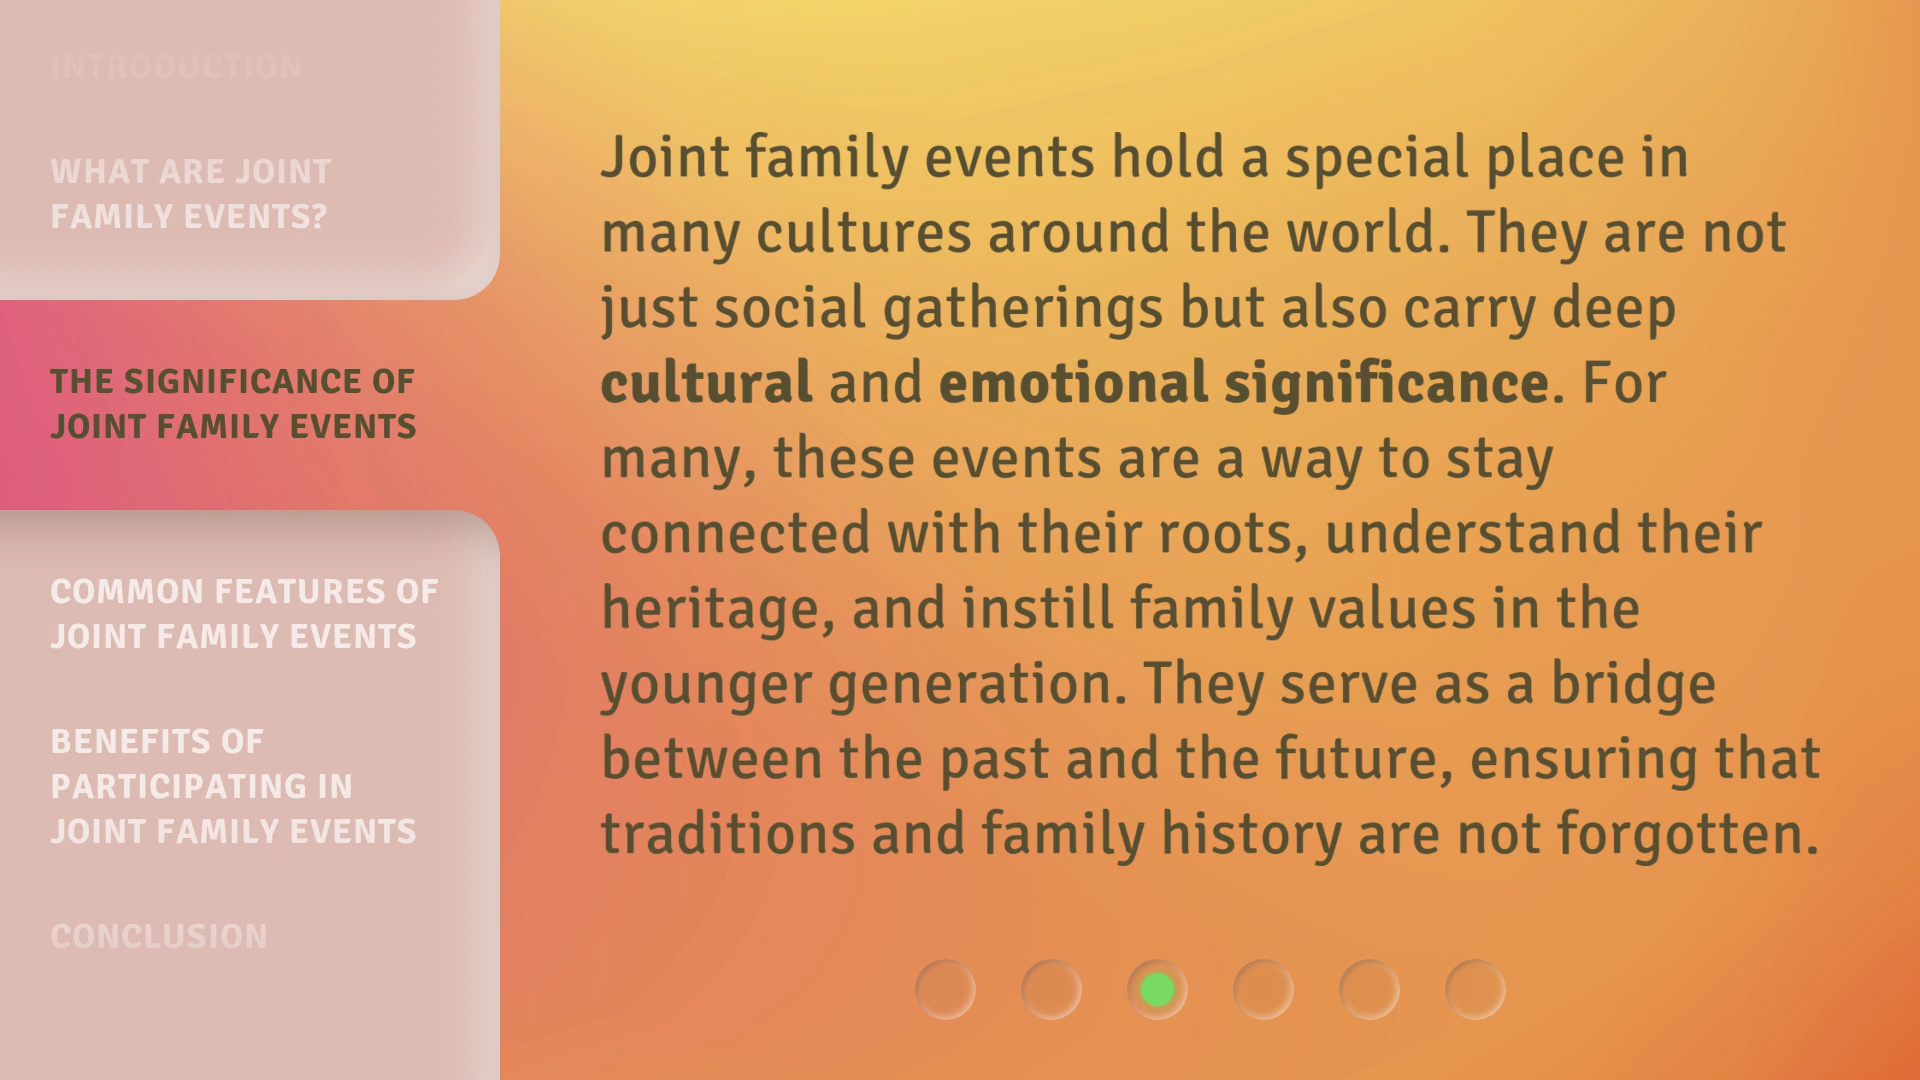 INTRODUCTION
WHAT ARE JOINT
FAMILY EVENTS?
THE SIGNIFICANCE OF
JOINT FAMILY EVENTS
COMMON FEATURES OF
JOINT FAMILY EVENTS
BENEFITS OF
PARTICIPATING IN
JOINT FAMILY EVENTS
CONCLUSION
Joint family events hold a special place in
many cultures around the world. They are not
just social gatherings but also carry deep
cultural and emotional significance. For
many, these events are a way to stay
connected with their roots, understand their
heritage, and instill family values in the
younger generation. They serve as a bridge
between the past and the future, ensuring that
traditions and family history are not forgotten.